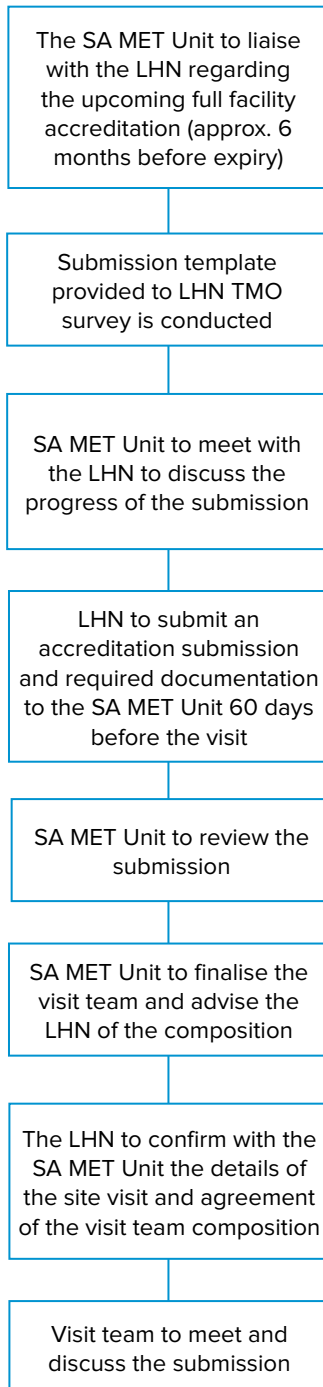 The SA MET Unit to liaise
with the LHN regarding
the upcoming full facility
accreditation (approx. 6
months before expiry)
Submission template
provided to LHN TMO
survey is conducted
SA MET Unit to meet with
the LHN to discuss the
progress of the submission
LHN to submit an
accreditation submission
and required documentation
to the SA MET Unit 60 days
before the visit
SA MET Unit to review the
submission
SA MET Unit to finalise the
visit team and advise the
LHN of the composition
The LHN to confirm with the
SA MET Unit the details of
the site visit and agreement
of the visit team composition
Visit team to meet and
discuss the submission